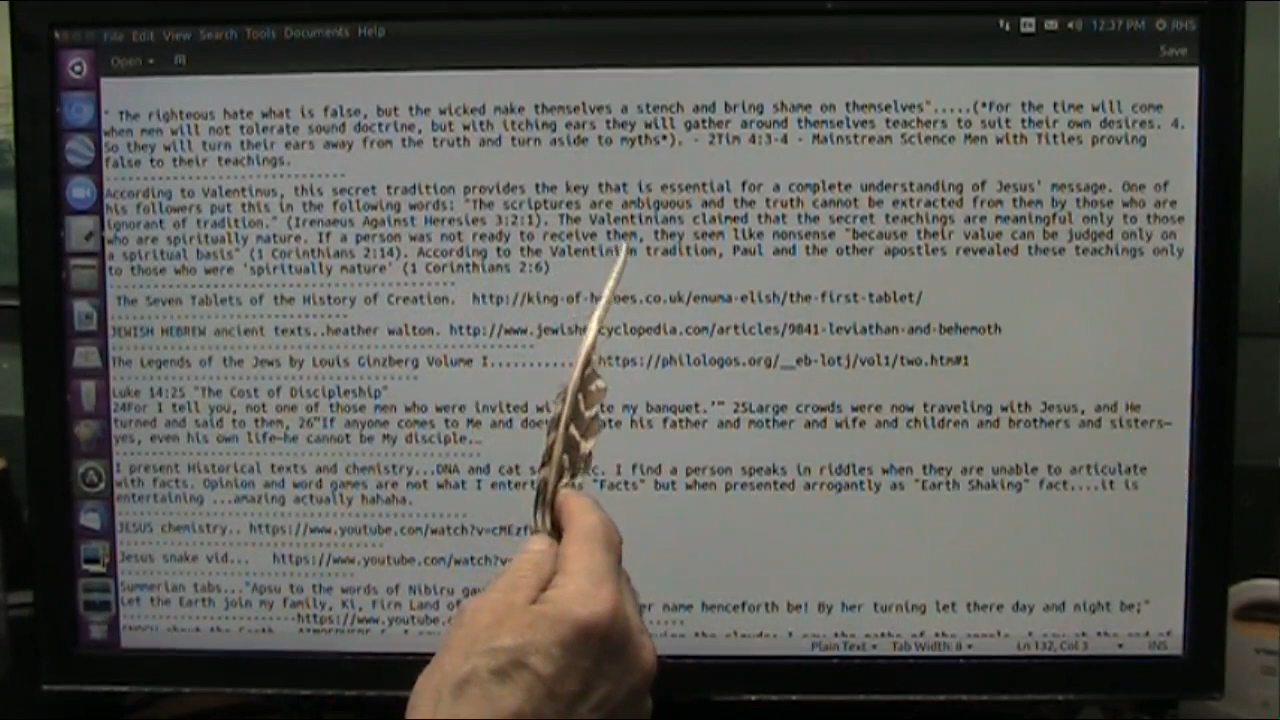 File Edit View Search Tools Documents Help
12:37 PM RHS
Open
Save
" The righteous hate what is false, but the wicked make themselves a stench and bring shame on themselves".....(*For the time will come
when men will not tolerate sound doctrine, but with itching ears they will gather around themselves teachers to suit their own desires. 4.
So they will turn their ears away from the truth and turn aside to myths*). - 2Tim 4:3-4 - Mainstream Science Men with Titles proving
false to their teachings.
According to Valentinus, this secret tradition provides the key that is essential for a complete understanding of Jesus' message. One of
his followers put this in the following words: "The scriptures are ambiguous and the truth cannot be extracted from them by those who are
ignorant of tradition." (Irenaeus Against Heresies 3:2:1). The Valentinians claimed that the secret teachings are meaningful only to those
who are spiritually mature. If a person was not ready to receive them, they seem like nonsense "because their value can be judged only on
a spiritual basis" (1 Corinthians 2:14). According to the Valentinian tradition, Paul and the other apostles revealed these teachings only
to those who were 'spiritually mature' (1 Corinthians 2:6)
The Seven Tablets of the History of Creation. http://king-of-heroes.co.uk/enuma-elish/the-first-tablet/
JEWISH HEBREW ancient texts..heather walton. http://www.jewish cyclopedia.com/articles/9841-leviathan-and-behemoth
The Legends of the Jews by Louis Ginzberg Volume I.......... https://philologos.org/__eb-lotj/vol1/two.htm#1
Luke 14:25 "The Cost of Discipleship"
24For I tell you, not one of those men who were invited my banquet.'" 25Large crowds were now traveling with Jesus, and He
turned and said to them, 26"If anyone comes to Me and his father and mother and wife and children and brothers and sisters—
yes, even his own life—he cannot be My disciple...
I present Historical texts and chemistry...DNA and cat I find a person speaks in riddles when they are unable to articulate
with facts. Opinion and word games are not what I "Facts" but when presented arrogantly as "Earth Shaking" fact....it is
entertaining ...amazing actually hahaha.
JESUS chemistry.. https://www.youtube.com/watch?v=cMEzf
Jesus snake vid... https://www.youtube.com/watch?v=
Summerian tabs..."Apsu to the words of Nibiru
Let the Earth join my family, Ki, Firm Land of name henceforth be! By her turning let there day and night be;"
https://www.youtube.
Plain Text Tab Width: 8 Ln 132, Col 3 INS